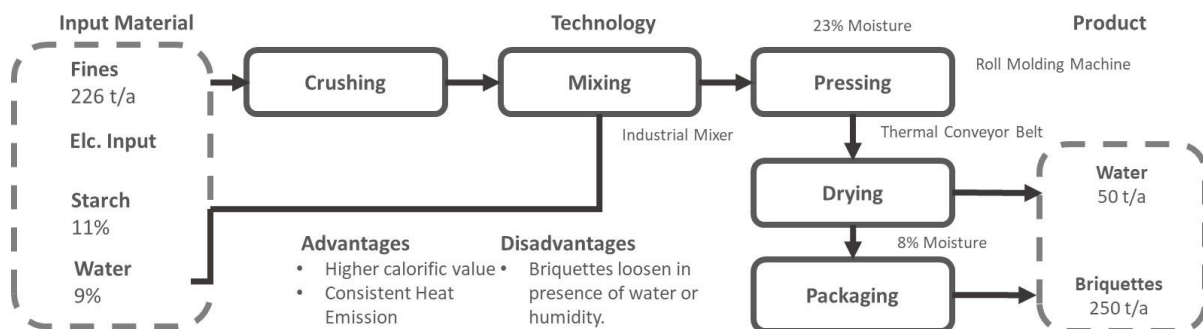 Input Material
Technology
23% Moisture
Product
Fines
226 t/a
Crushing
Mixing
Pressing
Roll Molding Machine
Elc. Input
Industrial Mixer
Thermal Conveyor Belt
Starch
11%
Drying
Water
50 t/a
Water
9%
Advantages
• Higher calorific value
• Consistent Heat
Emission
Disadvantages
• Briquettes loosen in
presence of water or
humidity.
8% Moisture
Packaging
Briquettes
250 t/a